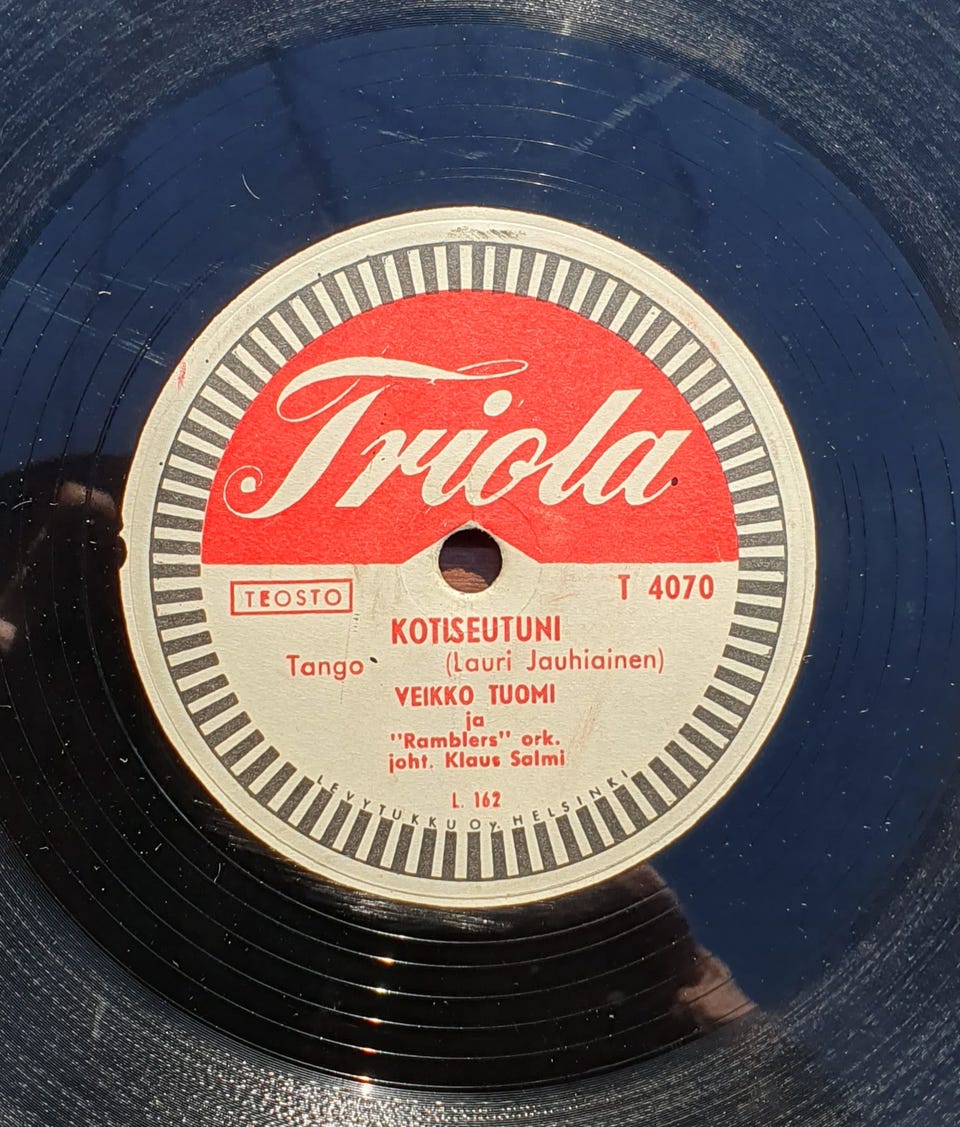 Triola
TEOSTO
T 4070
KOTISEUTUNI
Tango (Lauri Jauhiainen)
VEIKKO TUOMI
ja
"Ramblers" ork.
joht. Klaus Salmi
L. 162
LEVYTUKKU OY. HELSINKI